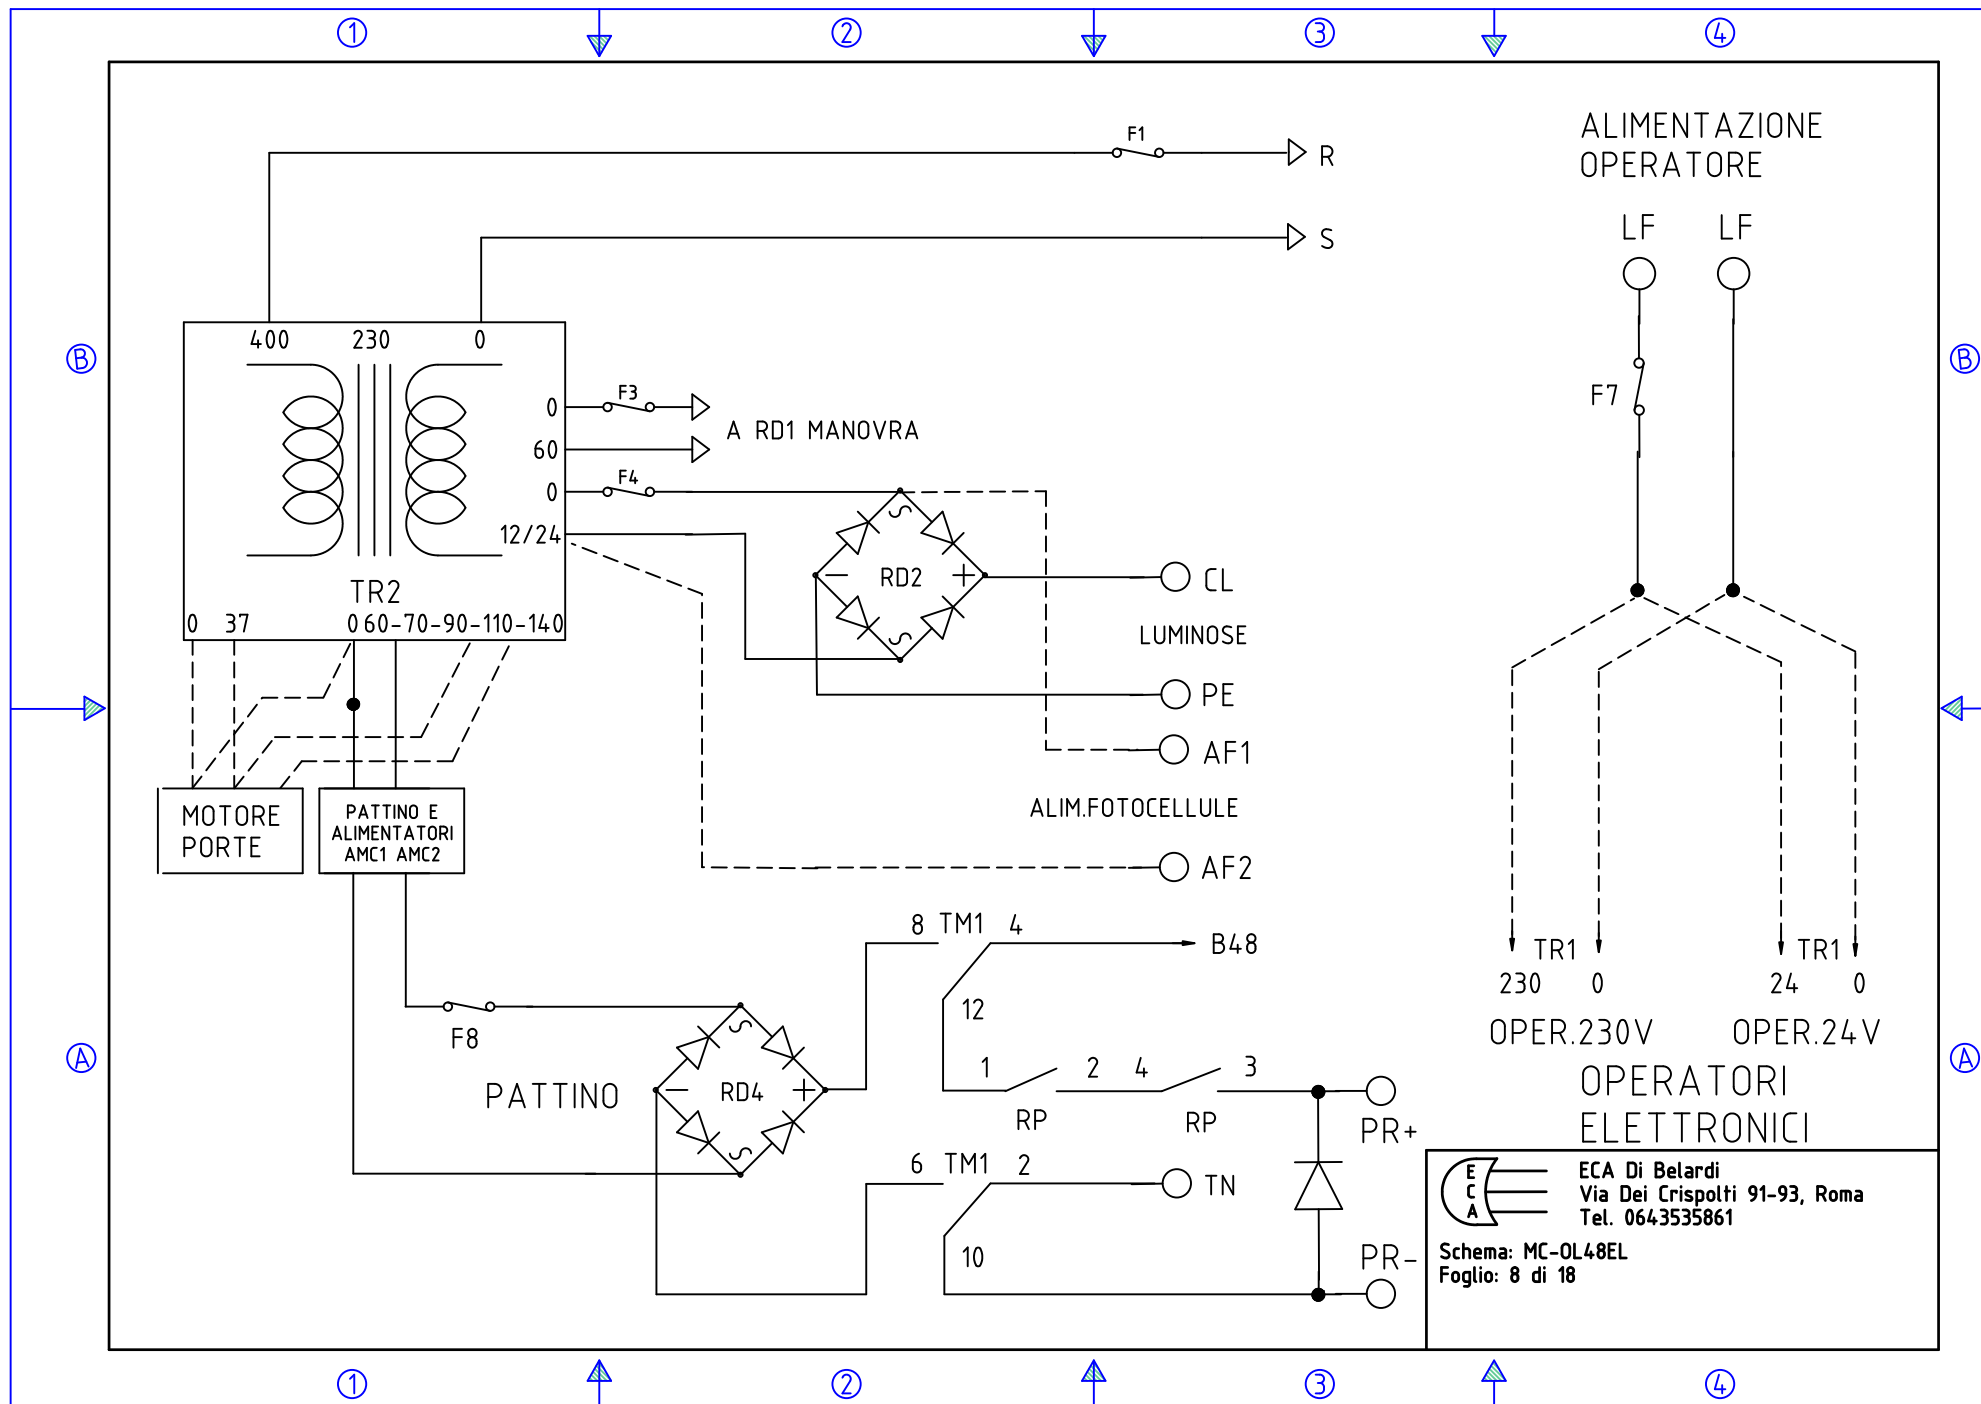 1 2 3 4
F1
R
S
ALIMENTAZIONE
OPERATORE
LF LF
F7
B B
400 230 0
0 F3
A RD1 MANOVRA
60
0 F4
12/24
TR2
0 37 0 60-70-90-110-140
S
- RD2 +
S
CL
LUMINOSE
PE
AF1
ALIM.FOTOCELLULE
AF2
MOTORE
PORTE
PATTINO E
ALIMENTATORI
AMC1 AMC2
8 TM1 4
B48
12
F8
PATTINO
S
- RD4 +
S
1 2 4 3
RP RP
PR+
6 TM1 2
TN
10
PR-
TR1 TR1
230 0 24 0
OPER.230V OPER.24V
OPERATORI
ELETTRONICI
A A
E
C
A
ECA Di Belardi
Via Dei Crispolti 91-93, Roma
Tel. 0643535861
Schema: MC-OL48EL
Foglio: 8 di 18
1 2 3 4